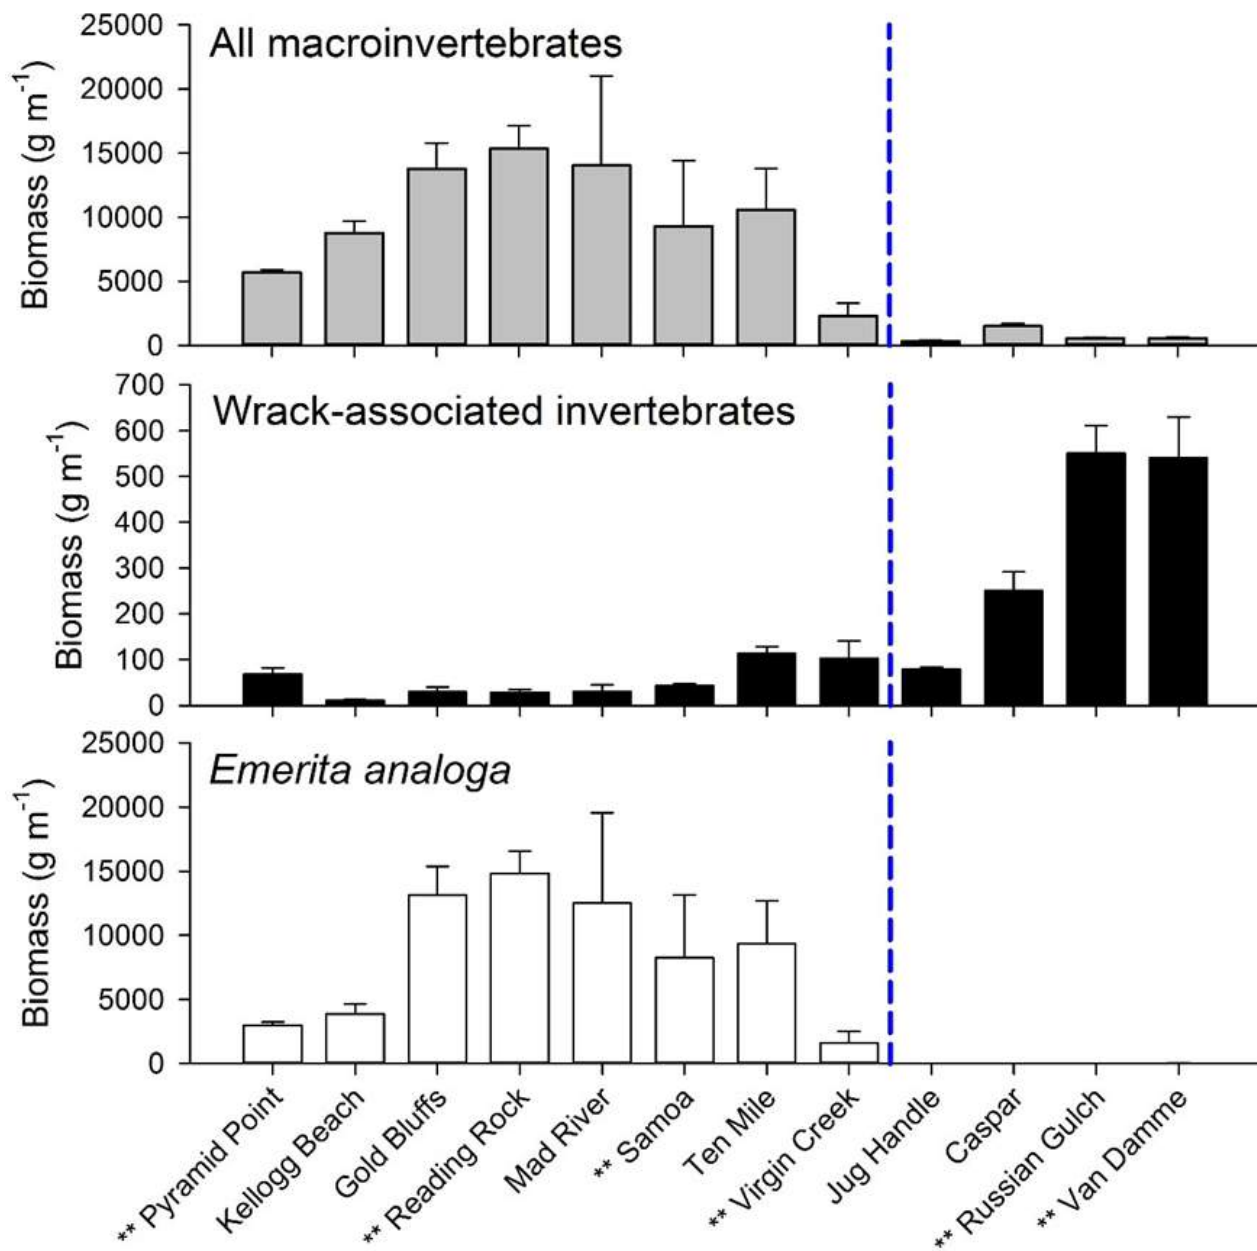 All macroinvertebrates
Biomass (g m⁻¹)
25000
20000
15000
10000
5000
0
Wrack-associated invertebrates
Biomass (g m⁻¹)
700
600
500
400
300
200
100
0
Emerita analoga
Biomass (g m⁻¹)
25000
20000
15000
10000
5000
0
** Pyramid Point
Kellogg Beach
Gold Bluffs
** Reading Rock
Mad River
** Samoa
Ten Mile
** Virgin Creek
Jug Handle
Caspar
** Russian Gulch
** Van Damme